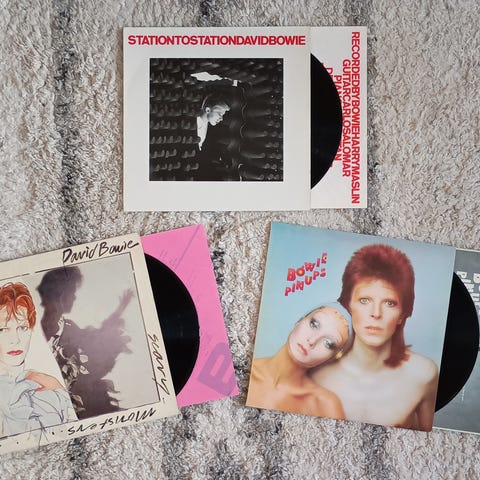 STATIONTOSTATIONDAVIDBOWIE
RECORDEDBYBOWIEHARRYMASLIN
GUITARCARLOSALOMAR
David Bowie
scary
monsters
BOWIE
PINUPS